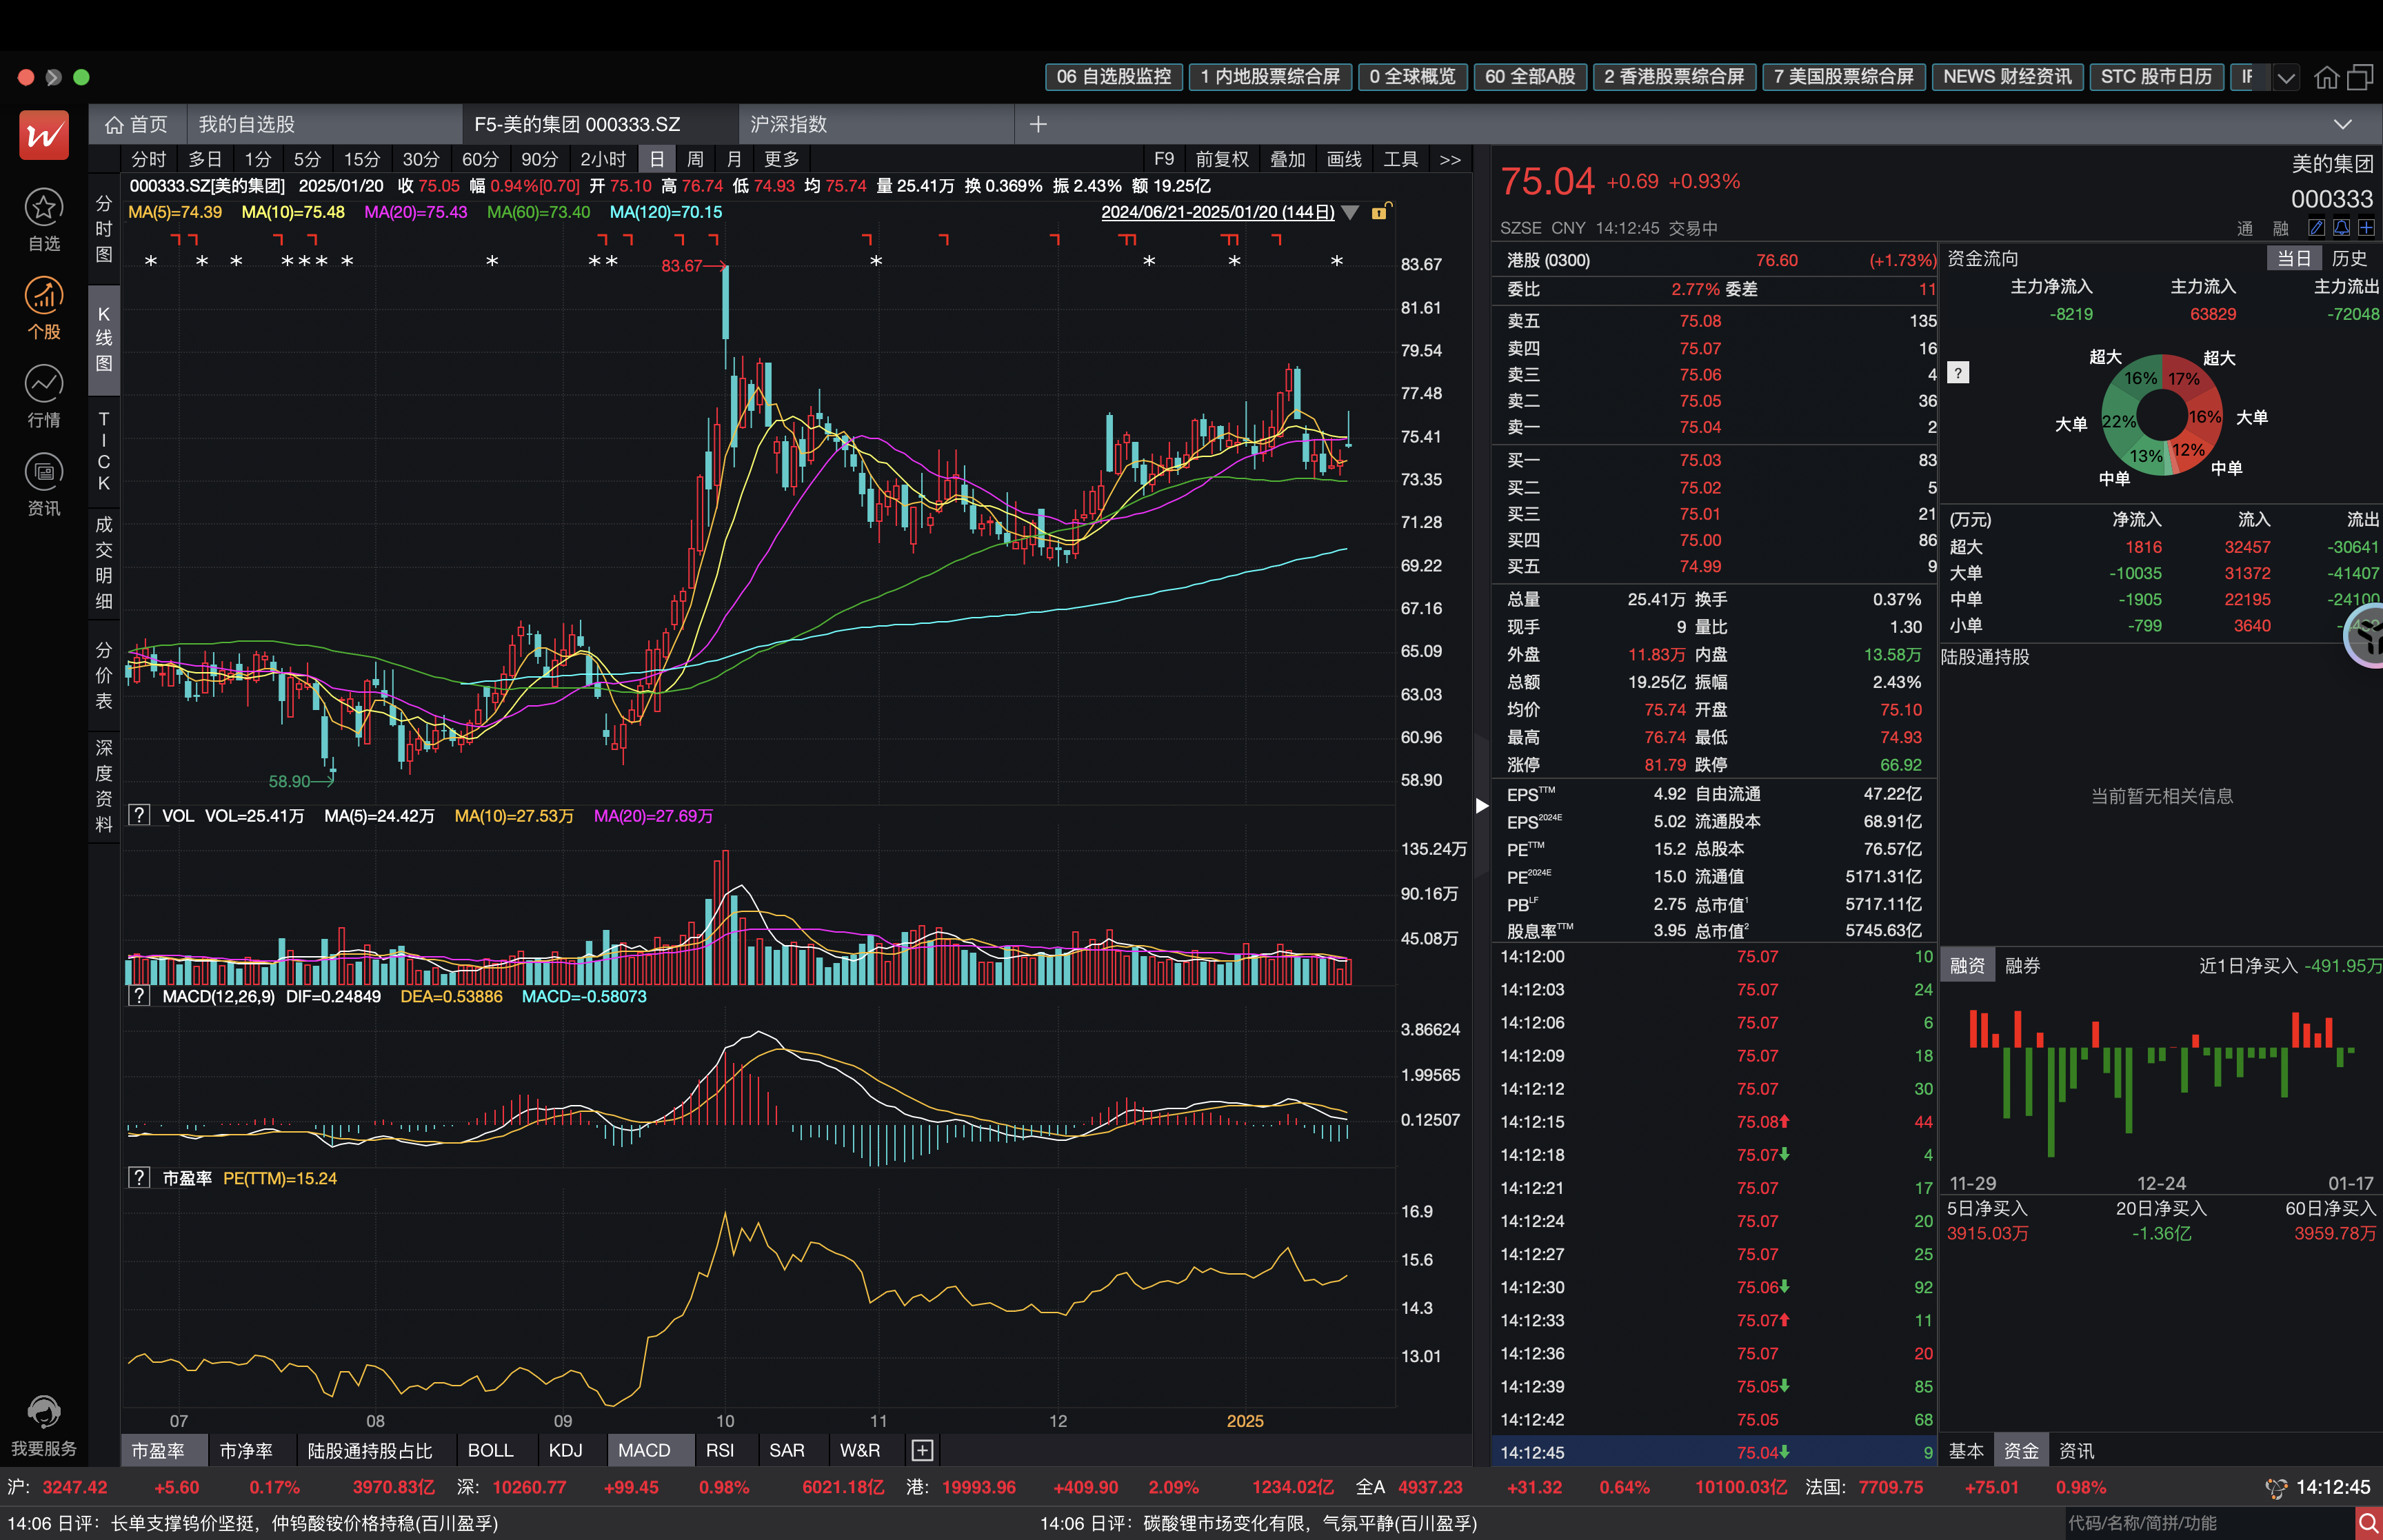 06 自选股监控 1 内地股票综合屏 0 全球概览 60 全部A股 2 香港股票综合屏 7 美国股票综合屏 NEWS 财经资讯 STC 股市日历
首页 我的自选股 F5-美的集团 000333.SZ 沪深指数
自选
个股
行情
资讯
我要服务
分时图
K线图
TICK
成交明细
分价表
深度资料
分时 多日 1分 5分 15分 30分 60分 90分 2小时 日 周 月 更多 F9 前复权 叠加 画线 工具 >>
000333.SZ[美的集团] 2025/01/20 收 75.05 幅 0.94%[0.70] 开 75.10 高 76.74 低 74.93 均 75.74 量 25.41万 换 0.369% 振 2.43% 额 19.25亿
MA(5)=74.39 MA(10)=75.48 MA(20)=75.43 MA(60)=73.40 MA(120)=70.15 2024/06/21-2025/01/20 (144日)
83.67
58.90
83.67
81.61
79.54
77.48
75.41
73.35
71.28
69.22
67.16
65.09
63.03
60.96
58.90
? VOL VOL=25.41万 MA(5)=24.42万 MA(10)=27.53万 MA(20)=27.69万
135.24万
90.16万
45.08万
? MACD(12,26,9) DIF=0.24849 DEA=0.53886 MACD=-0.58073
3.86624
1.99565
0.12507
? 市盈率 PE(TTM)=15.24
16.9
15.6
14.3
13.01
07 08 09 10 11 12 2025
市盈率 市净率 陆股通持股占比 BOLL KDJ MACD RSI SAR W&R
75.04 +0.69 +0.93%
美的集团
000333
SZSE CNY 14:12:45 交易中 通 融
港股 (0300) 76.60 (+1.73%)
委比 2.77% 委差 11
卖五 75.08 135
卖四 75.07 16
卖三 75.06 4
卖二 75.05 36
卖一 75.04 2
买一 75.03 83
买二 75.02 5
买三 75.01 21
买四 75.00 86
买五 74.99 9
总量 25.41万 换手 0.37%
现手 9 量比 1.30
外盘 11.83万 内盘 13.58万
总额 19.25亿 振幅 2.43%
均价 75.74 开盘 75.10
最高 76.74 最低 74.93
涨停 81.79 跌停 66.92
EPSTTM 4.92 自由流通 47.22亿
EPS2024E 5.02 流通股本 68.91亿
PETTM 15.2 总股本 76.57亿
PE2024E 15.0 流通值 5171.31亿
PBLF 2.75 总市值1 5717.11亿
股息率TTM 3.95 总市值2 5745.63亿
14:12:00 75.07 10
14:12:03 75.07 24
14:12:06 75.07 6
14:12:09 75.07 18
14:12:12 75.07 30
14:12:15 75.08 44
14:12:18 75.07 4
14:12:21 75.07 17
14:12:24 75.07 20
14:12:27 75.07 25
14:12:30 75.06 92
14:12:33 75.07 11
14:12:36 75.07 20
14:12:39 75.05 85
14:12:42 75.05 68
14:12:45 75.04 9
资金流向 当日 历史
主力净流入 主力流入 主力流出
-8219 63829 -72048
?
超大 超大
16% 17%
大单 22% 16% 大单
13% 12%
中单 中单
(万元) 净流入 流入 流出
超大 1816 32457 -30641
大单 -10035 31372 -41407
中单 -1905 22195 -24100
小单 -799 3640
陆股通持股
当前暂无相关信息
融资 融券 近1日净买入 -491.95万
11-29 12-24 01-17
5日净买入 20日净买入 60日净买入
3915.03万 -1.36亿 3959.78万
基本 资金 资讯
沪: 3247.42 +5.60 0.17% 3970.83亿 深: 10260.77 +99.45 0.98% 6021.18亿 港: 19993.96 +409.90 2.09% 1234.02亿 全A 4937.23 +31.32 0.64% 10100.03亿 法国: 7709.75 +75.01 0.98% 14:12:45
14:06 日评：长单支撑钨价坚挺，仲钨酸铵价格持稳(百川盈孚) 14:06 日评：碳酸锂市场变化有限，气氛平静(百川盈孚) 代码/名称/简拼/功能